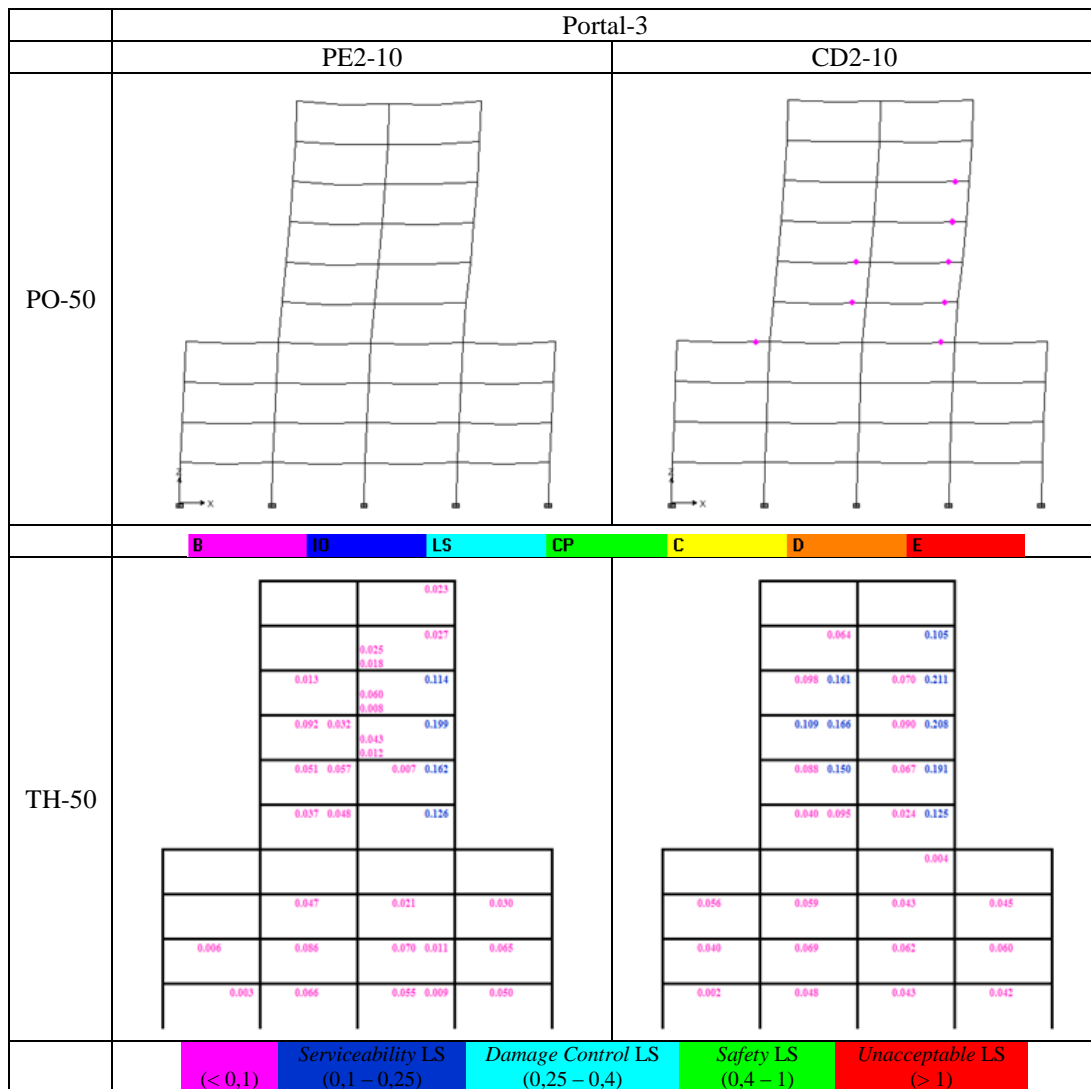 Portal-3
PE2-10 CD2-10
PO-50
Z
X
Z
X
B IO LS CP C D E
TH-50
0.023
0.027
0.025
0.018
0.013 0.114
0.060
0.008
0.092 0.032 0.199
0.043
0.012
0.051 0.057 0.007 0.162
0.037 0.048 0.126
0.047 0.021 0.030
0.006 0.086 0.070 0.011 0.065
0.003 0.066 0.055 0.009 0.050
0.064 0.105
0.098 0.161 0.070 0.211
0.109 0.166 0.090 0.208
0.088 0.150 0.067 0.191
0.040 0.095 0.024 0.125
0.004
0.056 0.059 0.043 0.045
0.040 0.069 0.062 0.060
0.002 0.048 0.043 0.042
Serviceability LS Damage Control LS Safety LS Unacceptable LS
(< 0,1) (0,1 – 0,25) (0,25 – 0,4) (0,4 – 1) (> 1)